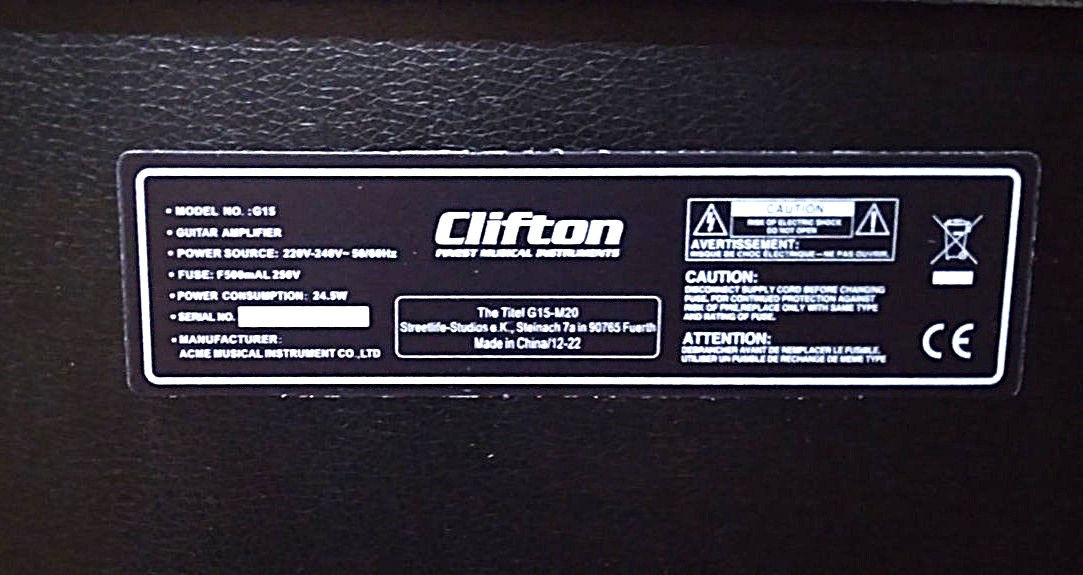 • MODEL NO. :G15
• GUITAR AMPLIFIER
• POWER SOURCE: 220V-240V~ 50/60Hz
• FUSE: F500mAL 250V
• POWER CONSUMPTION: 24.5W
• SERIAL NO.
• MANUFACTURER:
ACME MUSICAL INSTRUMENT CO.,LTD
Clifton
FINEST MUSICAL INSTRUMENTS
The Titel G15-M20
Streetlife-Studios e.K., Steinach 7a in 90765 Fuerth
Made in China/12-22
CAUTION
RISK OF ELECTRIC SHOCK
DO NOT OPEN
AVERTISSEMENT:
RISQUE DE CHOC ELECTRIQUE—NE PAS OUVRIR.
CAUTION:
DISCONNECT SUPPLY CORD BEFORE CHANGING
FUSE, FOR CONTINUED PROTECTION AGAINST
RISK OF FIRE,REPLACE ONLY WITH SAME TYPE
AND RATING OF FUSE.
ATTENTION:
DEBRANCHER AVANT DE REMPLACER LE FUSIBLE.
UTILISER UN FUSIBLE DE RECHANGE DE MEME TYPE
CE